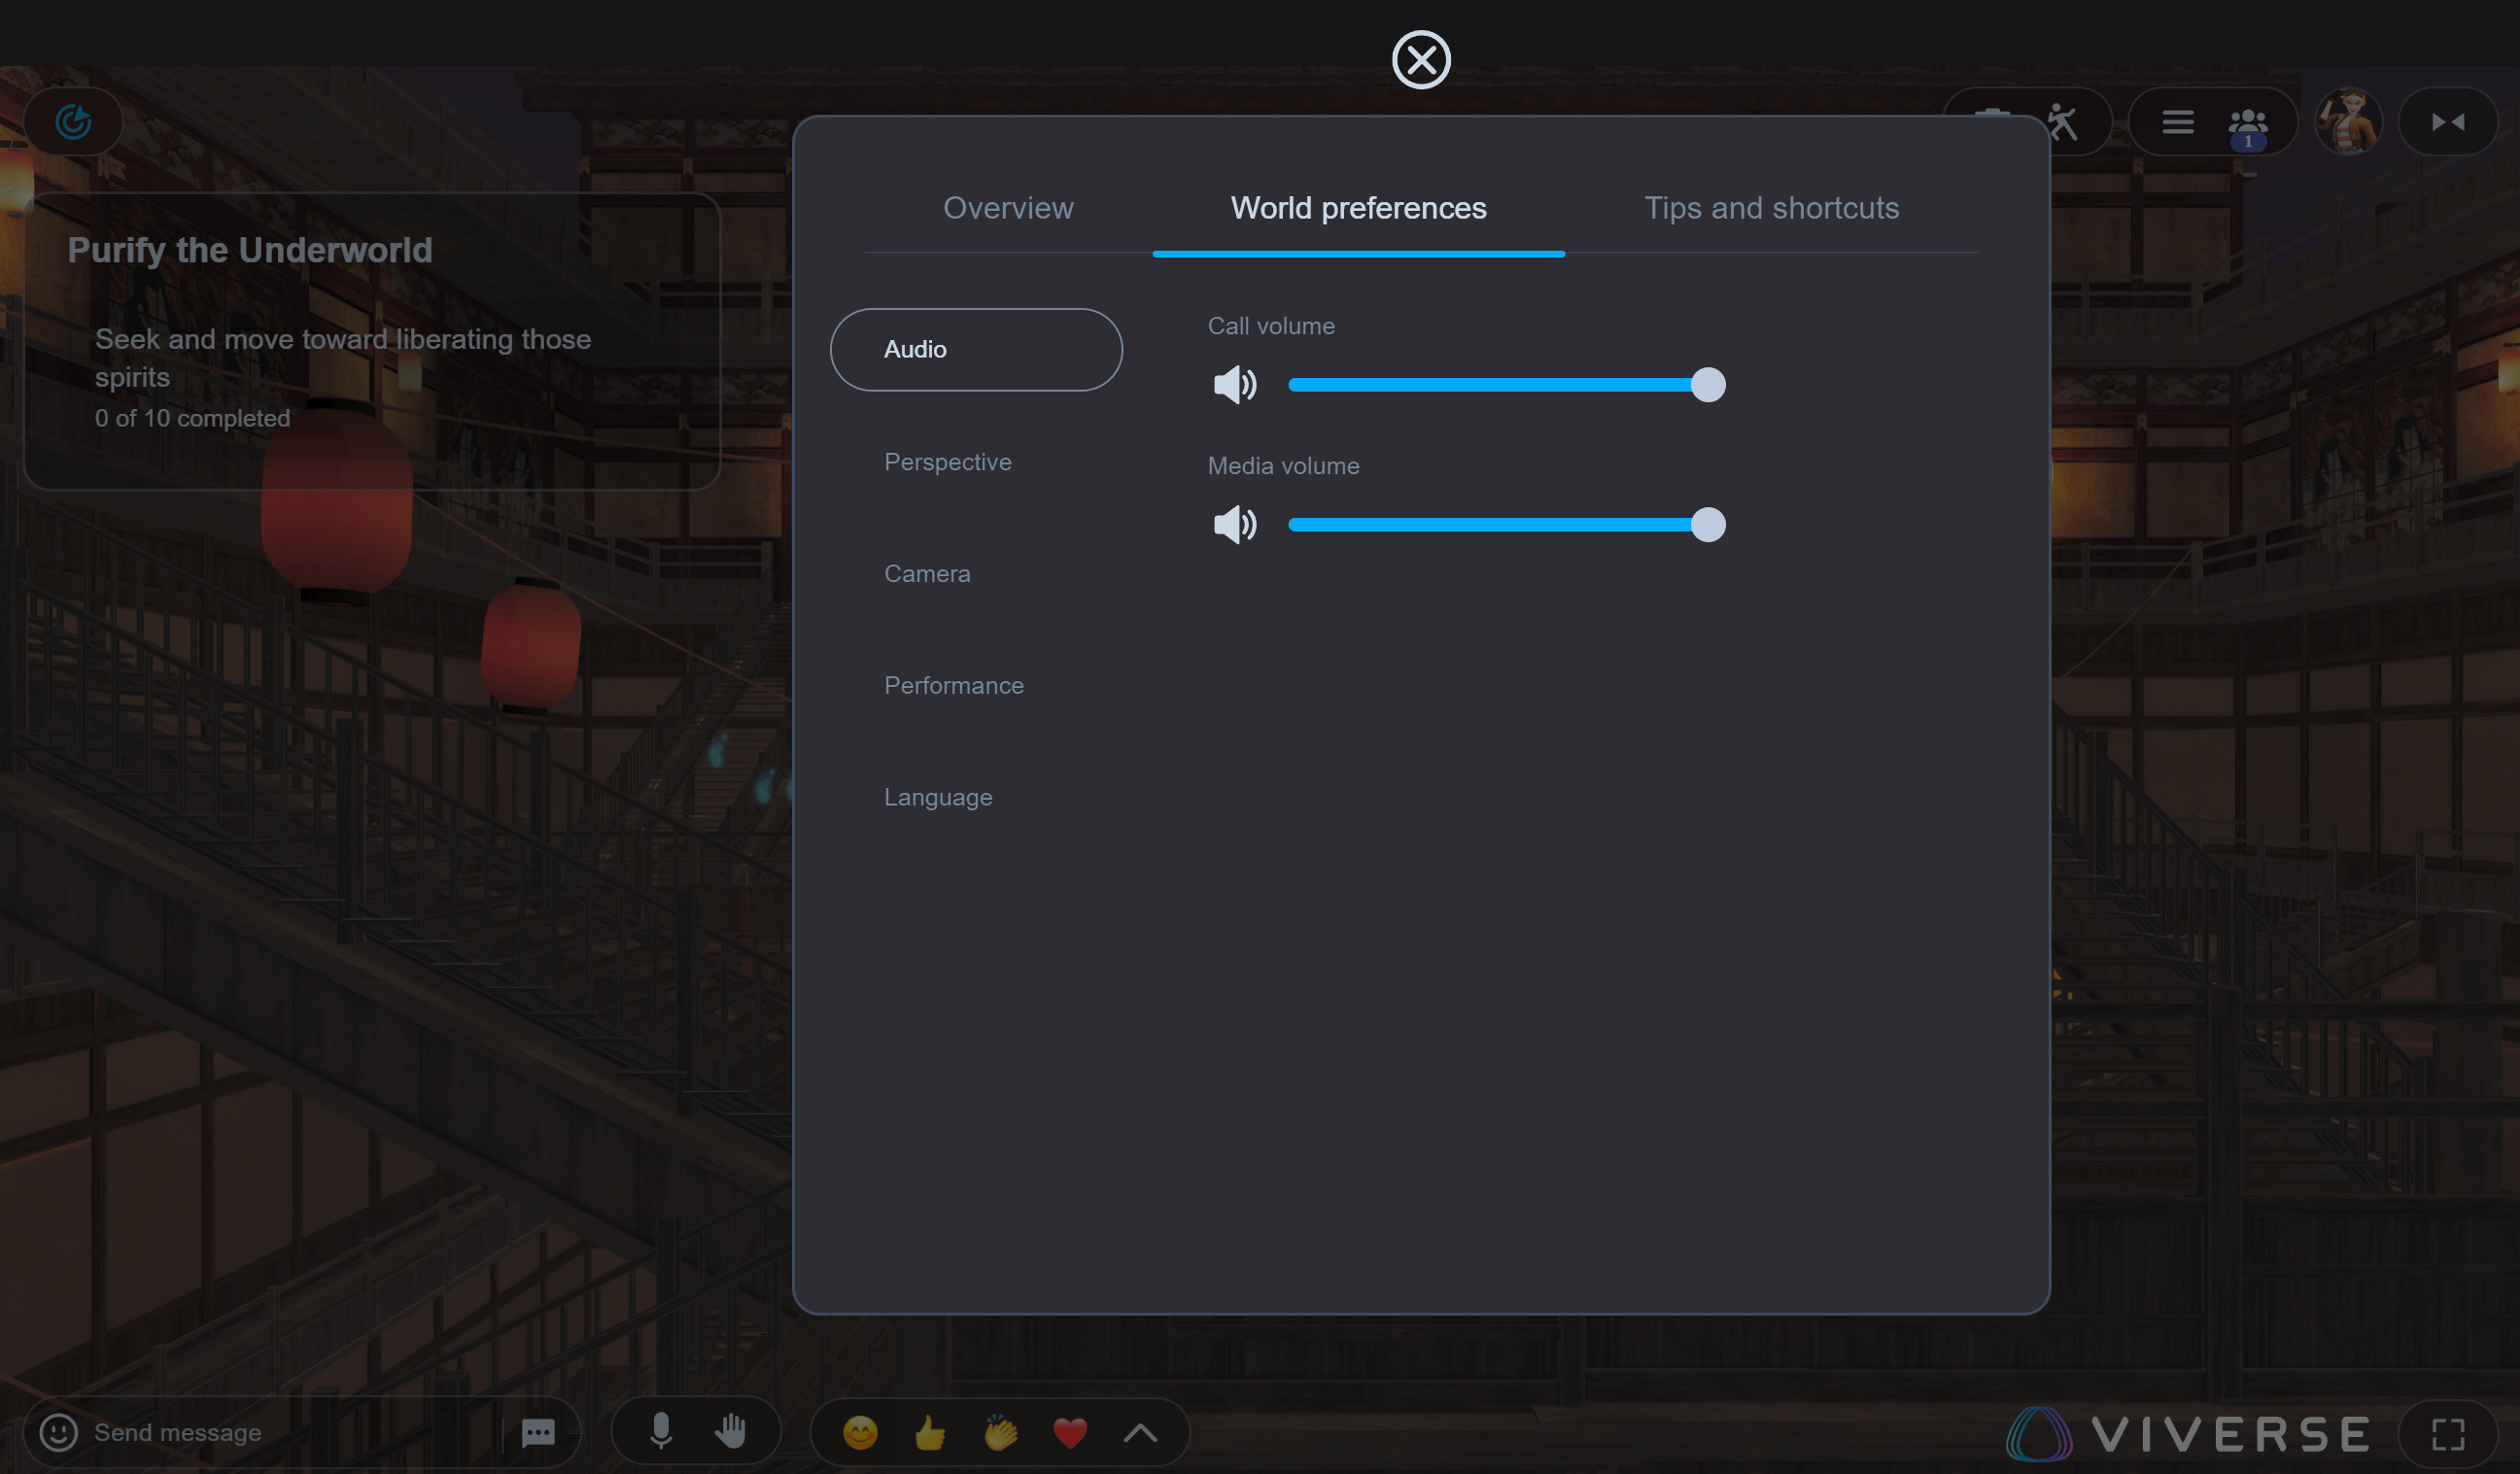 1
Purify the Underworld
Seek and move toward liberating those
spirits
0 of 10 completed
Overview
World preferences
Tips and shortcuts
Audio
Perspective
Camera
Performance
Language
Call volume
Media volume
Send message
VIVERSE